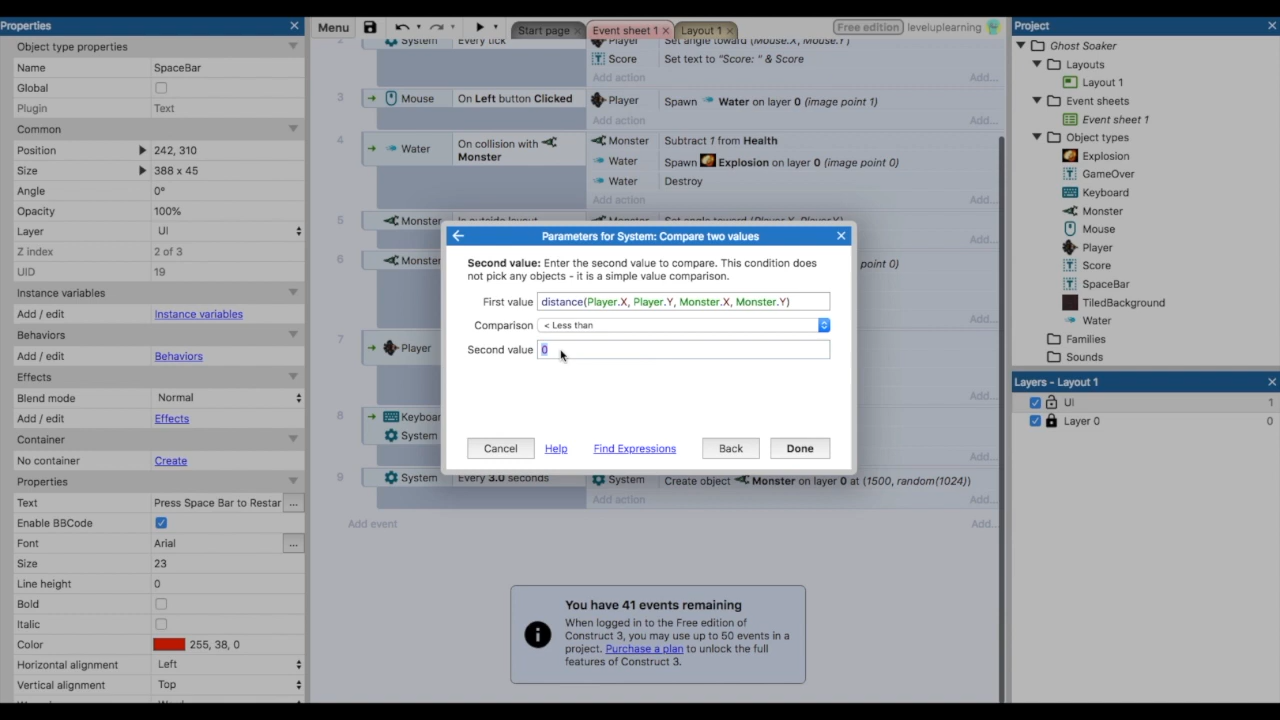 Properties
Object type properties
Name SpaceBar
Global
Plugin Text
Common
Position 242, 310
Size 388 x 45
Angle 0°
Opacity 100%
Layer UI
Z index 2 of 3
UID 19
Instance variables
Add / edit Instance variables
Behaviors
Add / edit Behaviors
Effects
Blend mode Normal
Add / edit Effects
Container
No container Create
Properties
Text Press Space Bar to Restar ...
Enable BBCode
Font Arial ...
Size 23
Line height 0
Bold
Italic
Color 255, 38, 0
Horizontal alignment Left
Vertical alignment Top
Menu Start page Event sheet 1 Layout 1 Free edition leveluplearning
2 System Every tick Player Set angle toward (Mouse.X, Mouse.Y)
Score Set text to "Score: " & Score
Add action Add...
3 Mouse On Left button Clicked Player Spawn Water on layer 0 (image point 1)
Add action Add...
4 Water On collision with Monster Monster Subtract 1 from Health
Water Spawn Explosion on layer 0 (image point 0)
Water Destroy
Add action Add...
5 Monster Is outside layout Monster Set angle toward (Player.X, Player.Y)
Add...
6 Monster point 0)
Add...
7 Player
Add...
8 Keyboar
System
Add...
9 System Every 3.0 seconds System Create object Monster on layer 0 at (1500, random(1024))
Add action Add...
Add event Add...
Parameters for System: Compare two values
Second value: Enter the second value to compare. This condition does
not pick any objects - it is a simple value comparison.
First value distance(Player.X, Player.Y, Monster.X, Monster.Y)
Comparison < Less than
Second value 0
Cancel Help Find Expressions Back Done
You have 41 events remaining
When logged in to the Free edition of
Construct 3, you may use up to 50 events in a
project. Purchase a plan to unlock the full
features of Construct 3.
Project
Ghost Soaker
Layouts
Layout 1
Event sheets
Event sheet 1
Object types
Explosion
GameOver
Keyboard
Monster
Mouse
Player
Score
SpaceBar
TiledBackground
Water
Families
Sounds
Layers - Layout 1
UI 1
Layer 0 0